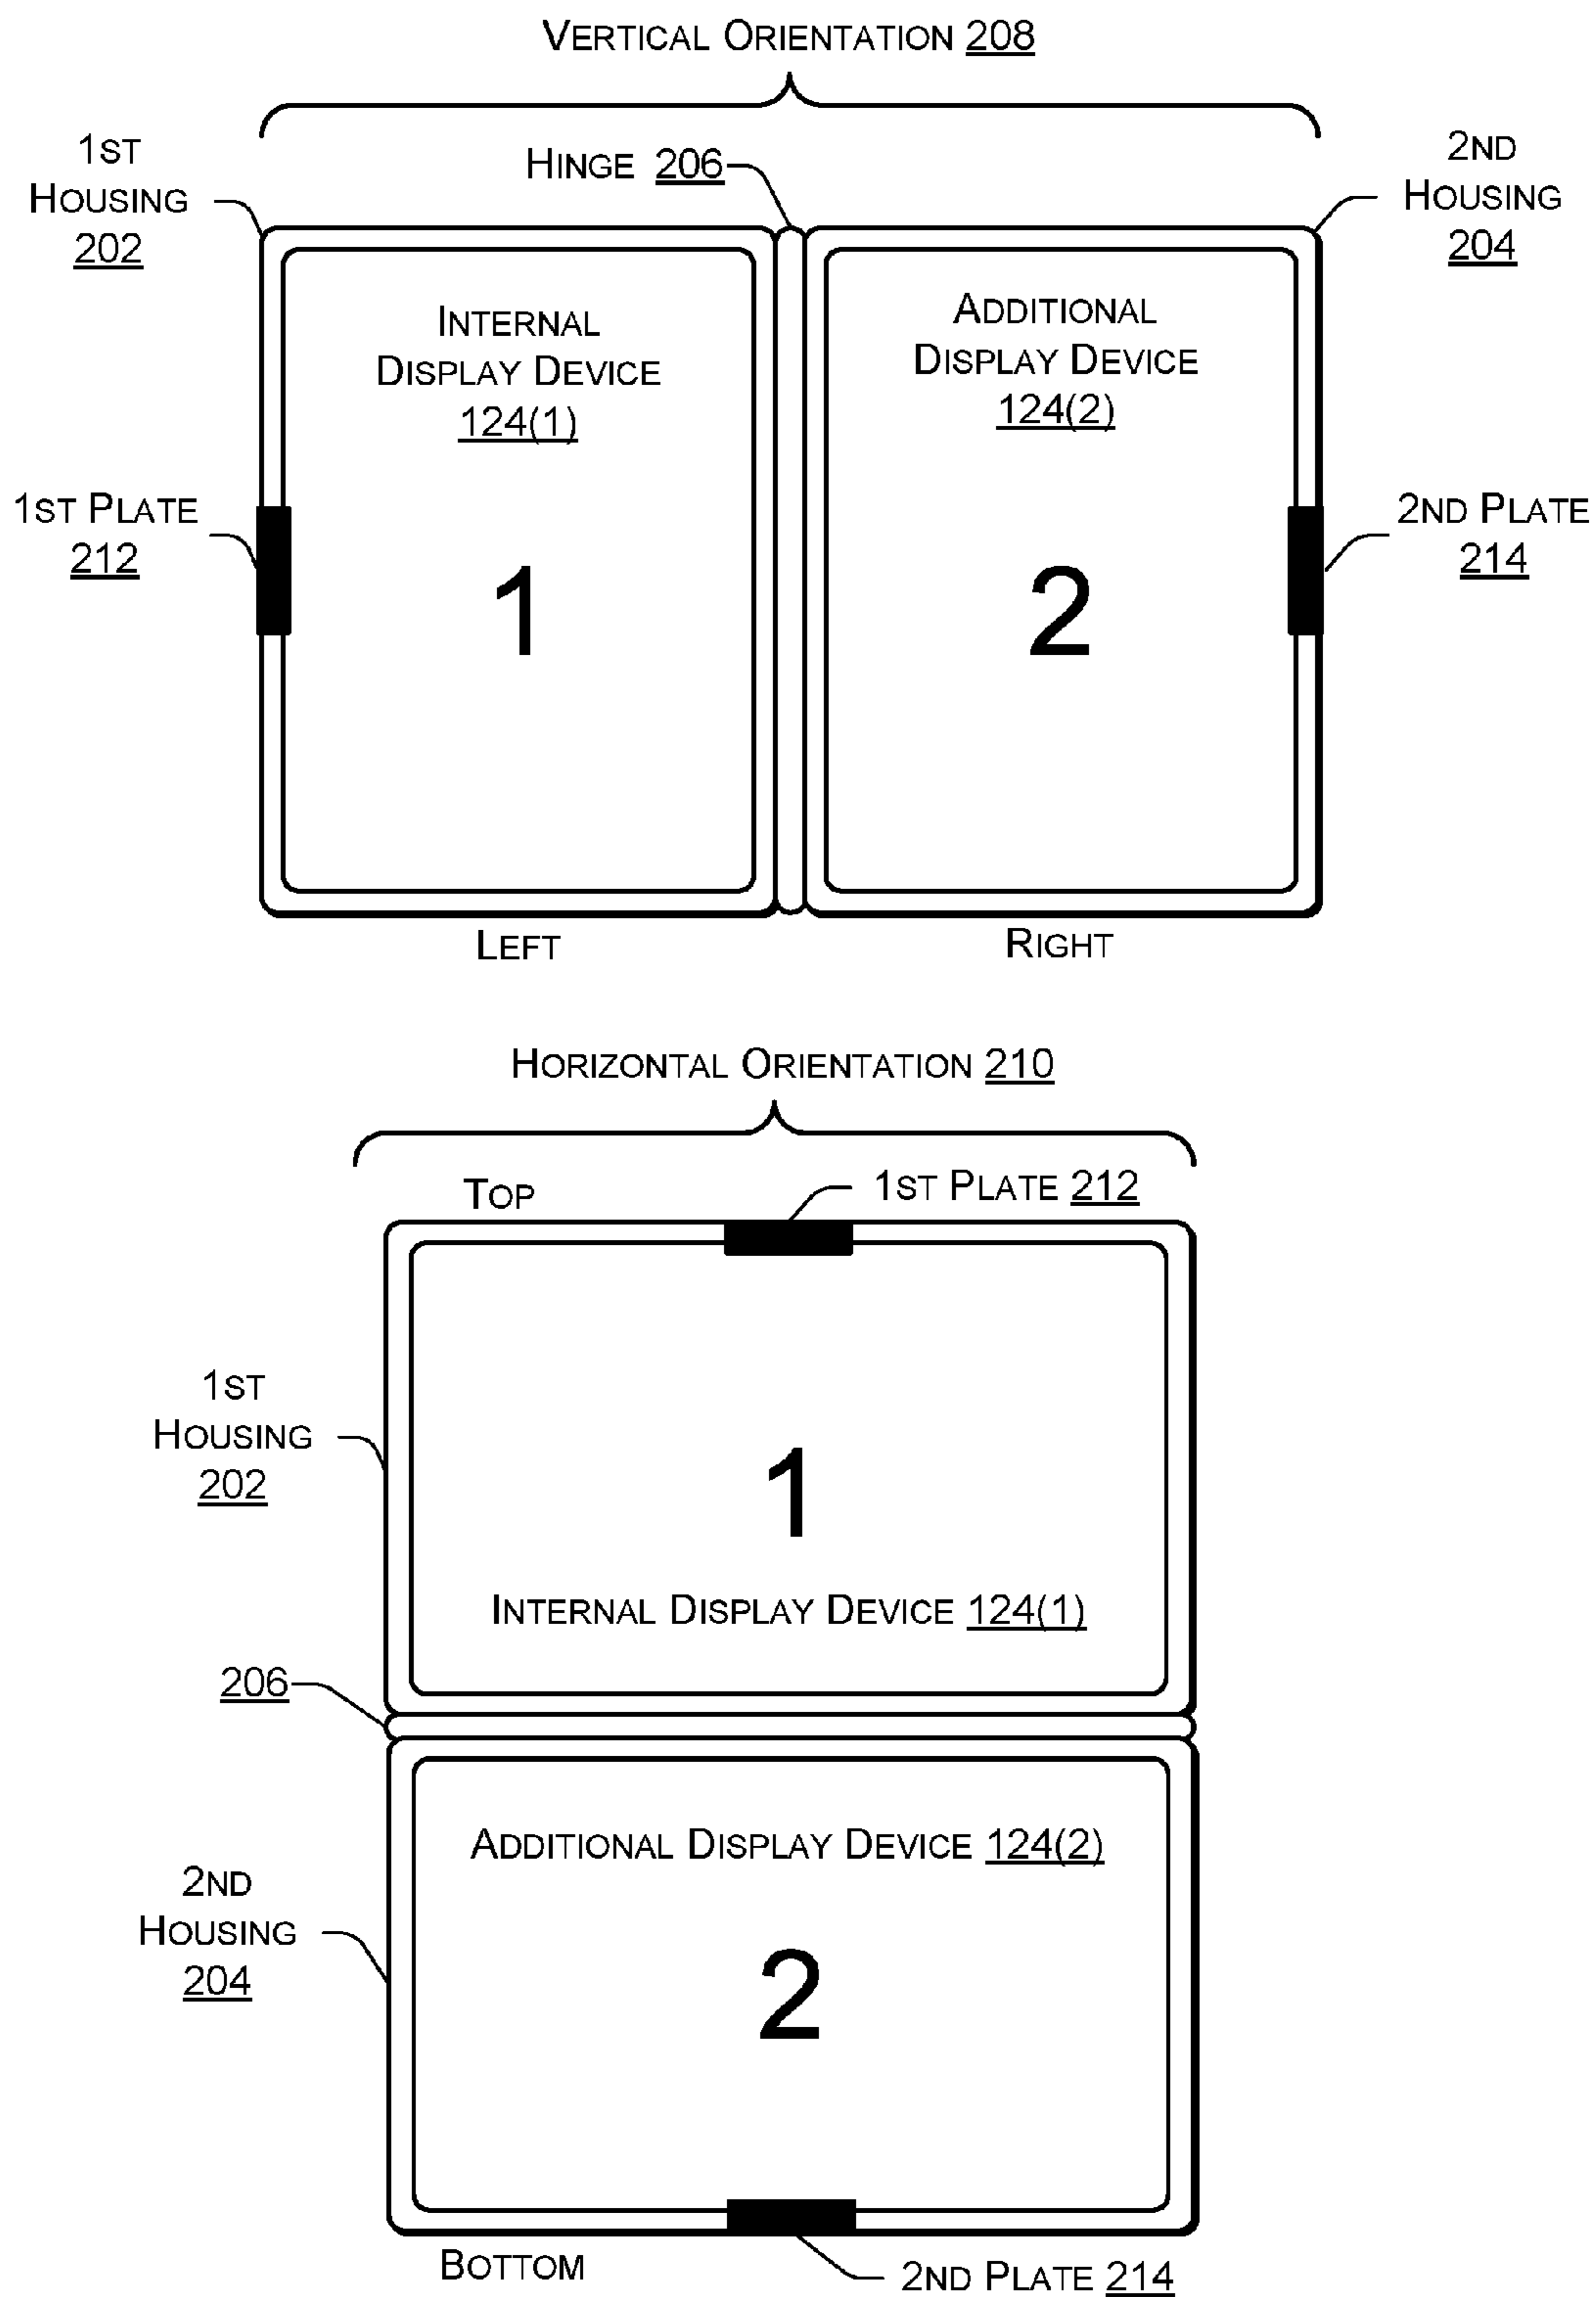 VERTICAL ORIENTATION 208
1ST
HOUSING
202
HINGE 206
2ND
HOUSING
204
INTERNAL
DISPLAY DEVICE
124(1)
ADDITIONAL
DISPLAY DEVICE
124(2)
1ST PLATE
212
1
2
2ND PLATE
214
LEFT
RIGHT
HORIZONTAL ORIENTATION 210
TOP
1ST PLATE 212
1ST
HOUSING
202
1
INTERNAL DISPLAY DEVICE 124(1)
206
ADDITIONAL DISPLAY DEVICE 124(2)
2ND
HOUSING
204
2
BOTTOM
2ND PLATE 214